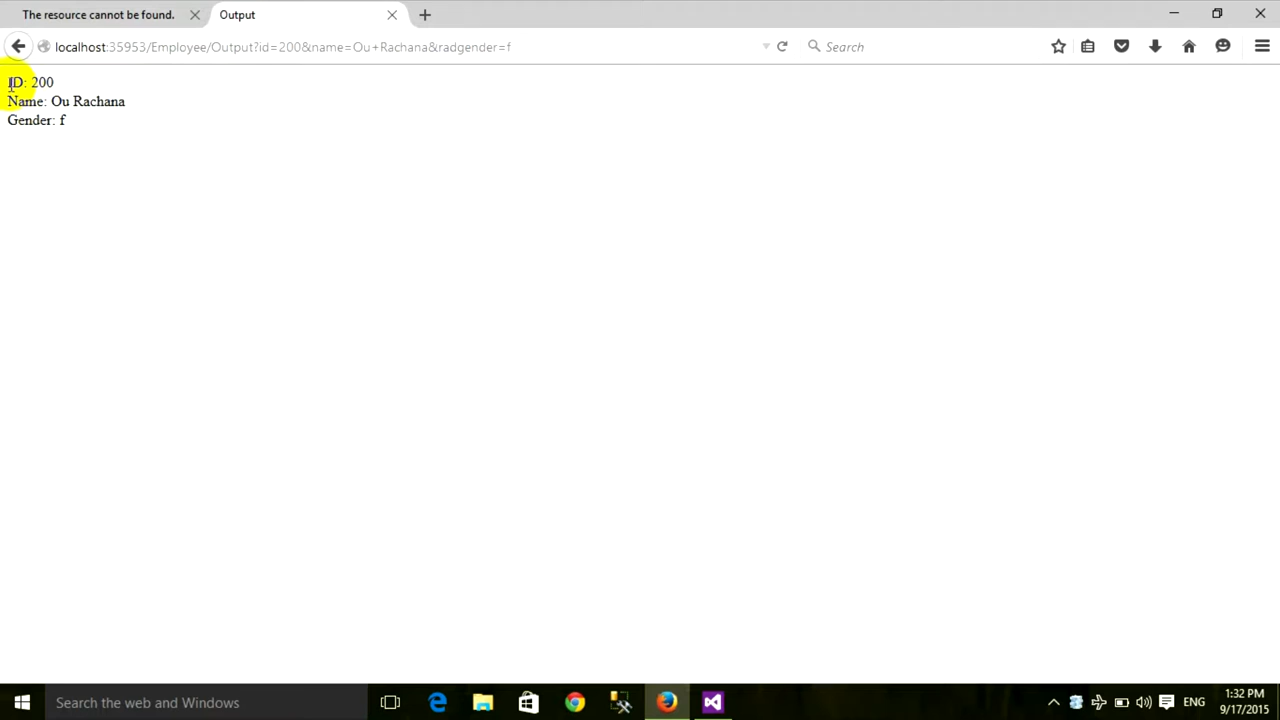 The resource cannot be found.
Output
localhost:35953/Employee/Output?id=200&name=Ou+Rachana&radgender=f
Search
ID: 200
Name: Ou Rachana
Gender: f
Search the web and Windows
ENG
1:32 PM
9/17/2015